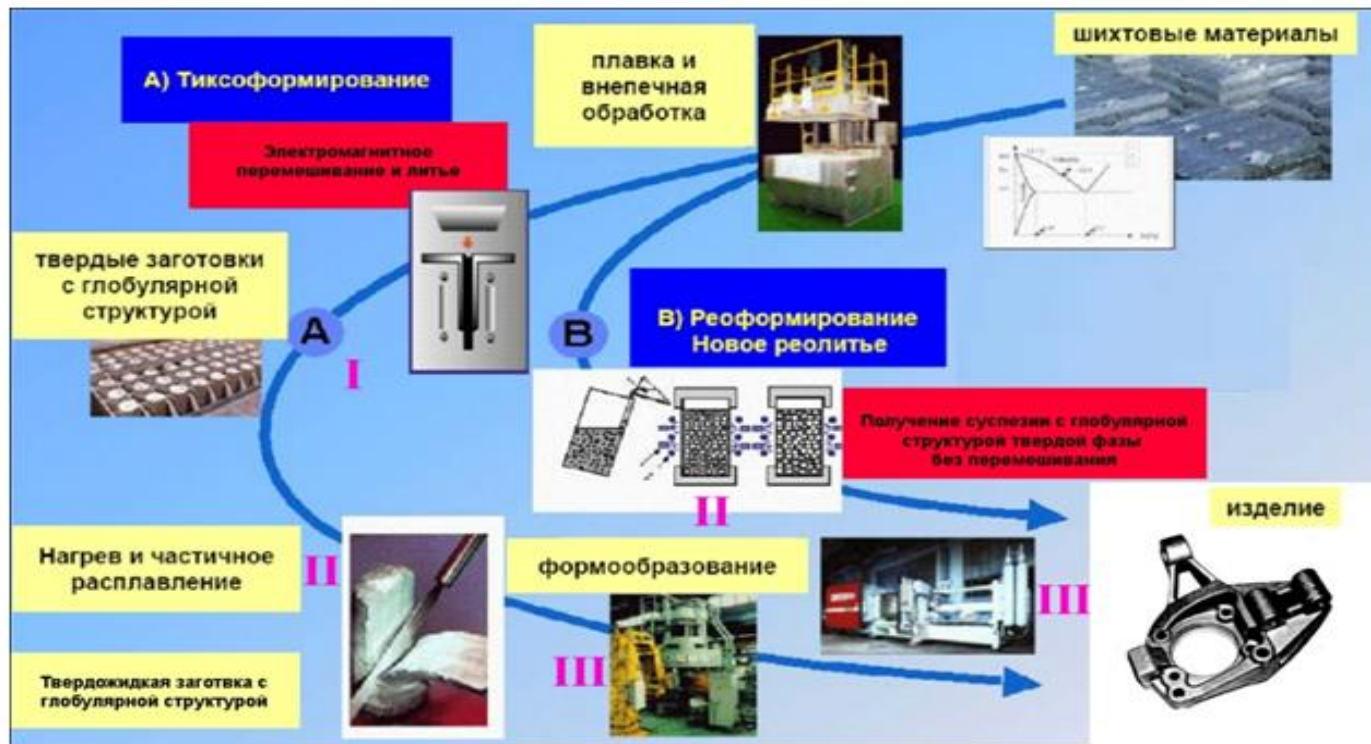 А) Тиксоформирование
Электромагнитное
перемешивание и литье
плавка и
внепечная
обработка
шихтовые материалы
твердые заготовки
с глобулярной
структурой
А
I
В
В) Реоформирование
Новое реолитье
Получение суспезии с глобулярной
структурой твердой фазы
без перемешивания
II
изделие
Нагрев и частичное
расплавление
II
формообразование
III
III
Твердожидкая заготвка с
глобулярной структурой